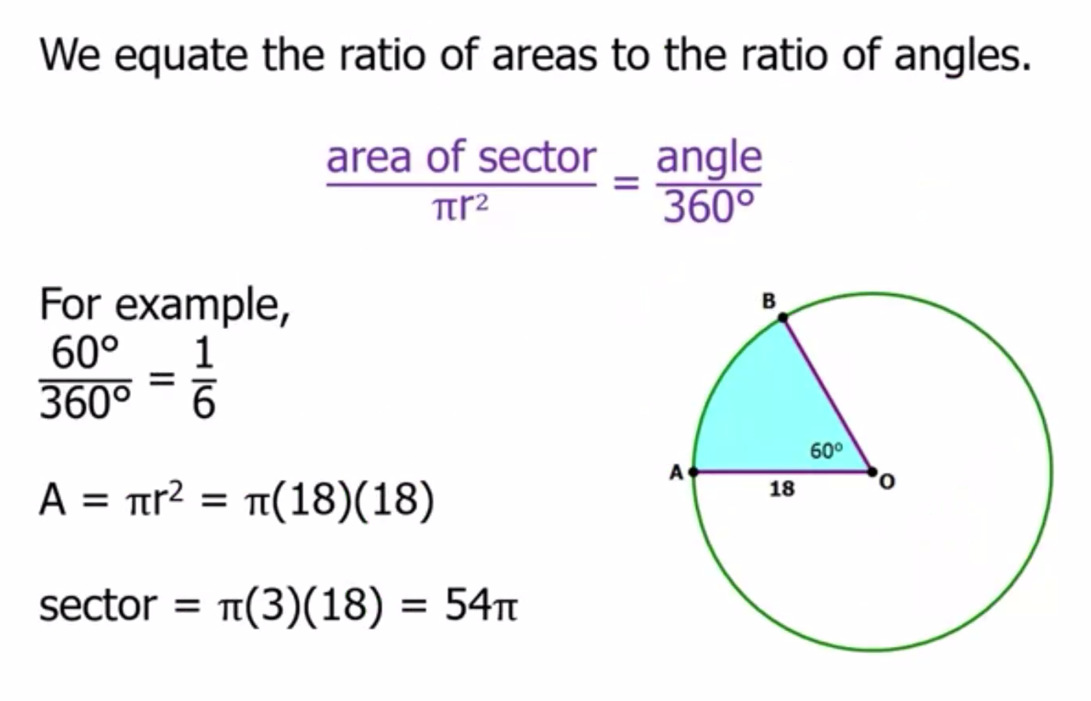 We equate the ratio of areas to the ratio of angles.
area of sector / πr² = angle / 360°
For example,
60° / 360° = 1 / 6
A = πr² = π(18)(18)
sector = π(3)(18) = 54π
B
60°
A
18
O